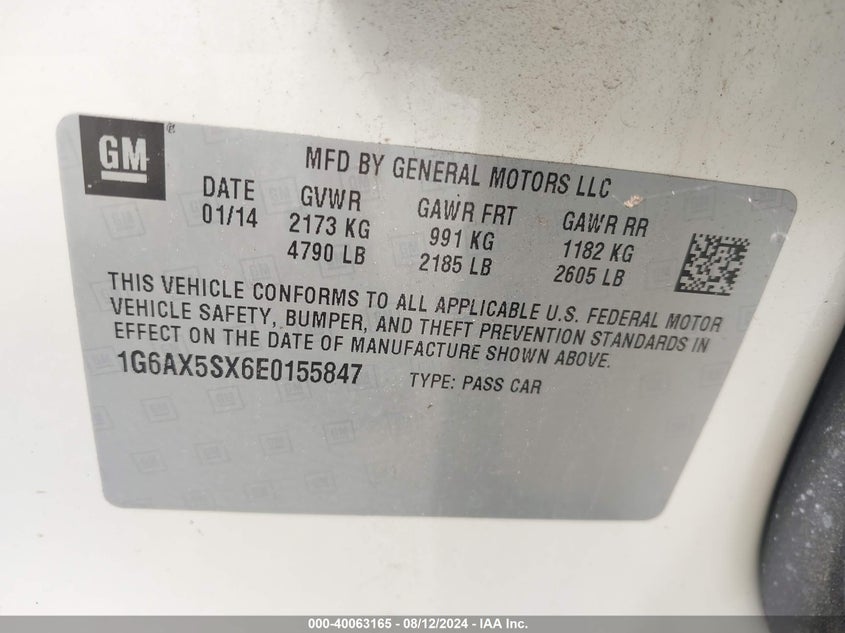 GM
MFD BY GENERAL MOTORS LLC
DATE GVWR GAWR FRT GAWR RR
01/14 2173 KG 991 KG 1182 KG
4790 LB 2185 LB 2605 LB
THIS VEHICLE CONFORMS TO ALL APPLICABLE U.S. FEDERAL MOTOR
VEHICLE SAFETY, BUMPER, AND THEFT PREVENTION STANDARDS IN
EFFECT ON THE DATE OF MANUFACTURE SHOWN ABOVE.
1G6AX5SX6E0155847 TYPE: PASS CAR
000-40063165 - 08/12/2024 - IAA Inc.